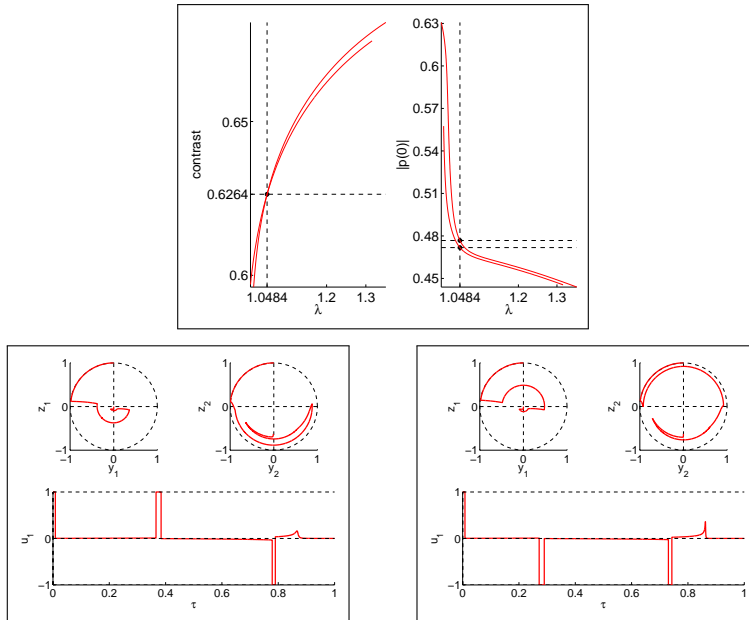 contrast
0.65
0.6264
0.6
1.0484
1.2
1.3
λ
|p(0)|
0.63
0.6
0.57
0.54
0.51
0.48
0.45
1.0484
1.2
1.3
λ
z1
1
0
−1
−1 0 1
y1
z2
1
0
−1
−1 0 1
y2
u1
1
0
−1
0 0.2 0.4 0.6 0.8 1
τ
z1
1
0
−1
−1 0 1
y1
z2
1
0
−1
−1 0 1
y2
u1
1
0
−1
0 0.2 0.4 0.6 0.8 1
τ